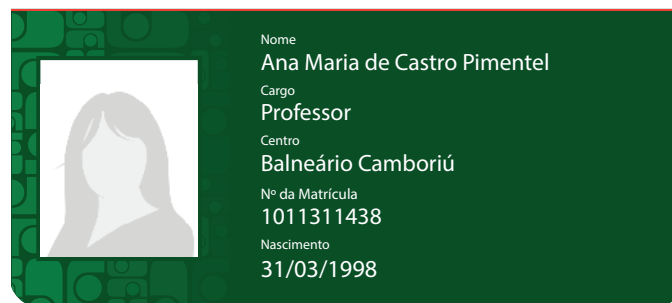 Nome
Ana Maria de Castro Pimentel
Cargo
Professor
Centro
Balneário Camboriú
Nº da Matrícula
1011311438
Nascimento
31/03/1998